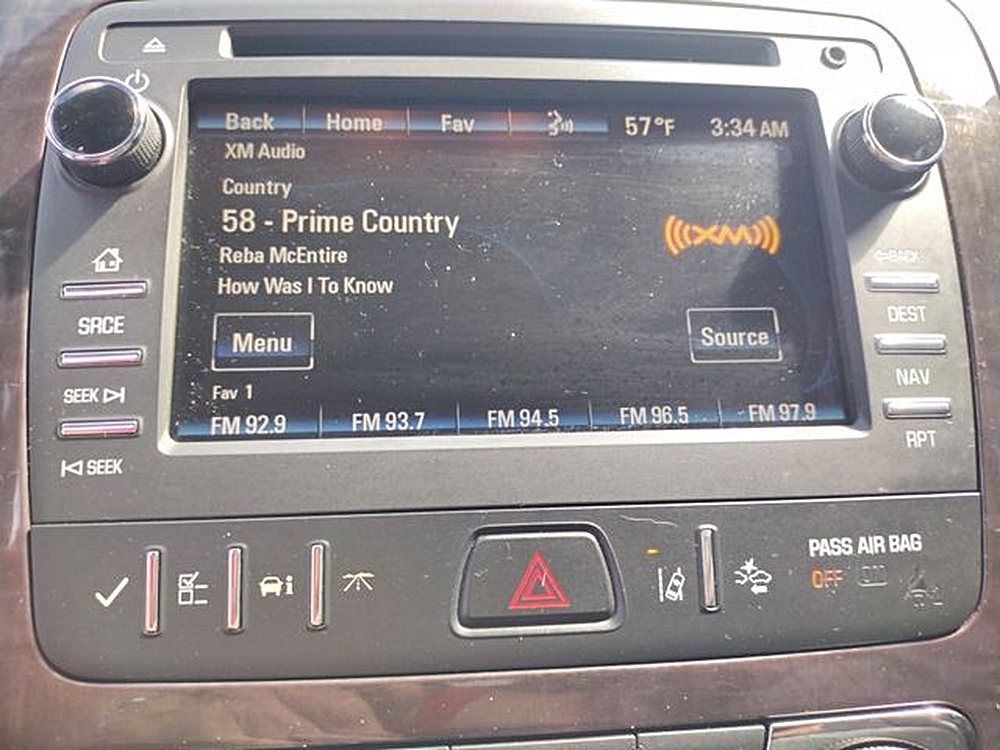 Back Home Fav 57°F 3:34 AM
XM Audio
Country
58 - Prime Country
((XM))
Reba McEntire
How Was I To Know
Menu Source
Fav 1
FM 92.9 FM 93.7 FM 94.5 FM 96.5 FM 97.9
SRCE
SEEK
SEEK
BACK
DEST
NAV
RPT
PASS AIR BAG
OFF ON